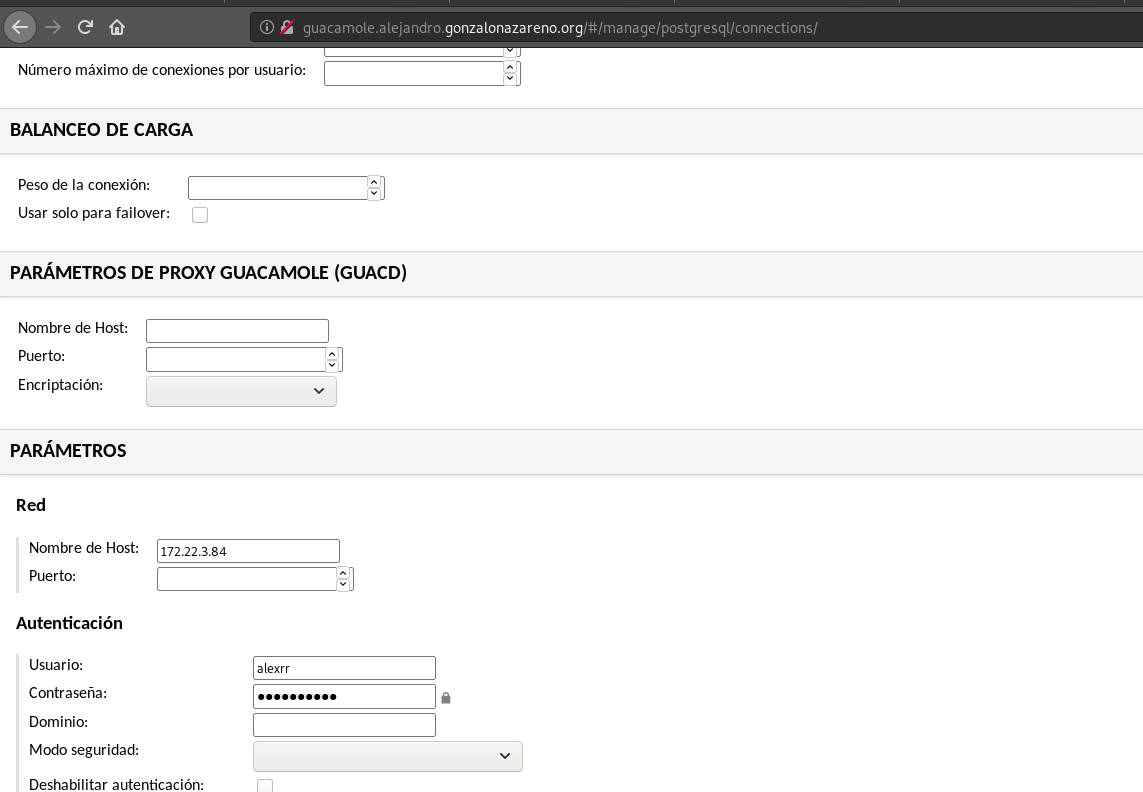 guacamole.alejandro.gonzalonazareno.org/#/manage/postgresql/connections/
Número máximo de conexiones por usuario:
BALANCEO DE CARGA
Peso de la conexión:
Usar solo para failover:
PARÁMETROS DE PROXY GUACAMOLE (GUACD)
Nombre de Host:
Puerto:
Encriptación:
PARÁMETROS
Red
Nombre de Host: 172.22.3.84
Puerto:
Autenticación
Usuario: alexrr
Contraseña: ••••••••••
Dominio:
Modo seguridad:
Deshabilitar autenticación: